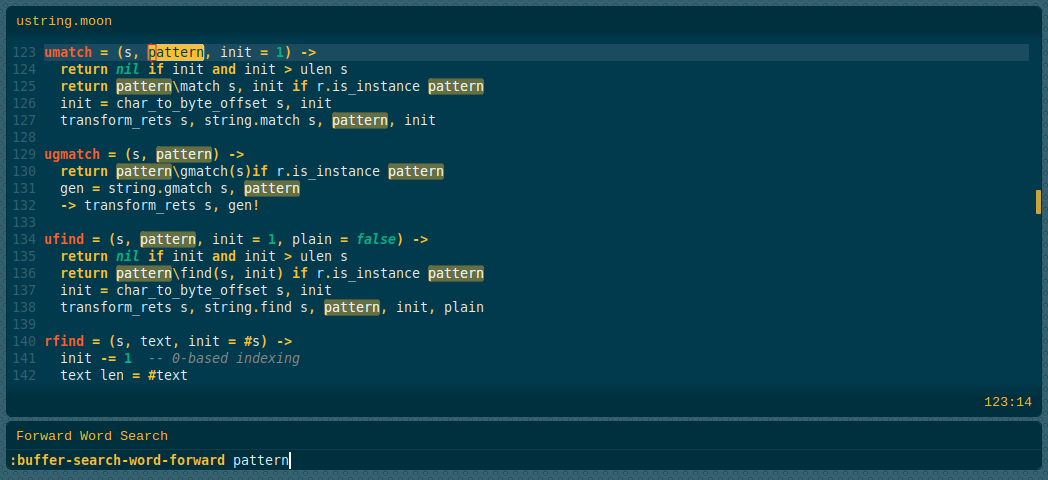 ustring.moon
123 umatch = (s, pattern, init = 1) ->
124   return nil if init and init > ulen s
125   return pattern\match s, init if r.is_instance pattern
126   init = char_to_byte_offset s, init
127   transform_rets s, string.match s, pattern, init
128
129 ugmatch = (s, pattern) ->
130   return pattern\gmatch(s)if r.is_instance pattern
131   gen = string.gmatch s, pattern
132   -> transform_rets s, gen!
133
134 ufind = (s, pattern, init = 1, plain = false) ->
135   return nil if init and init > ulen s
136   return pattern\find(s, init) if r.is_instance pattern
137   init = char_to_byte_offset s, init
138   transform_rets s, string.find s, pattern, init, plain
139
140 rfind = (s, text, init = #s) ->
141   init -= 1  -- 0-based indexing
142   text len = #text
123:14
Forward Word Search
:buffer-search-word-forward pattern